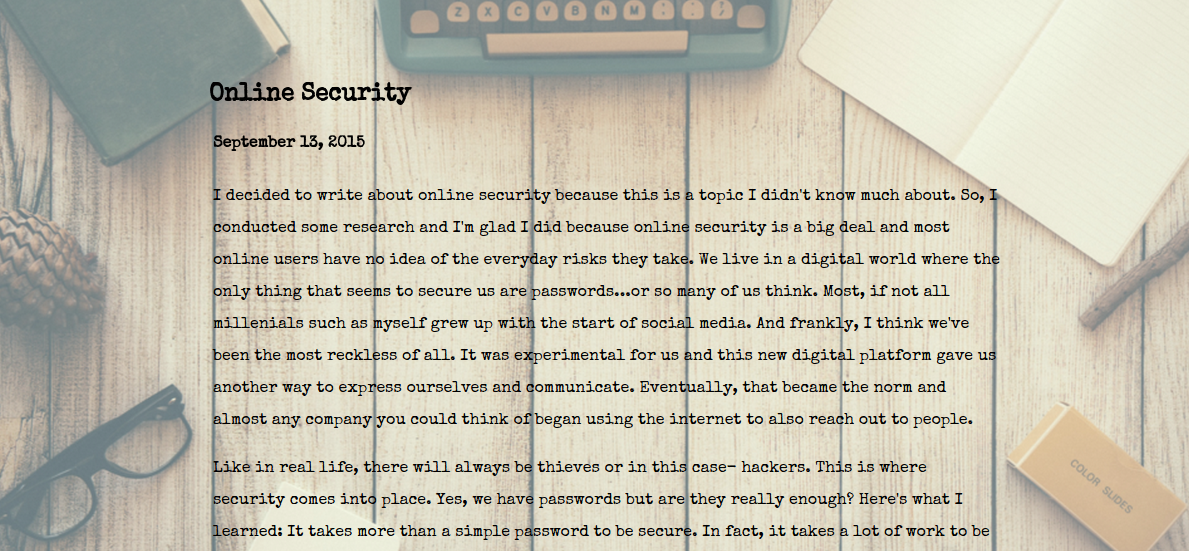 Z X C V B N M
Online Security
September 13, 2015
I decided to write about online security because this is a topic I didn't know much about. So, I
conducted some research and I'm glad I did because online security is a big deal and most
online users have no idea of the everyday risks they take. We live in a digital world where the
only thing that seems to secure us are passwords...or so many of us think. Most, if not all
millenials such as myself grew up with the start of social media. And frankly, I think we've
been the most reckless of all. It was experimental for us and this new digital platform gave us
another way to express ourselves and communicate. Eventually, that became the norm and
almost any company you could think of began using the internet to also reach out to people.
Like in real life, there will always be thieves or in this case- hackers. This is where
security comes into place. Yes, we have passwords but are they really enough? Here's what I
learned: It takes more than a simple password to be secure. In fact, it takes a lot of work to be
COLOR SLIDES